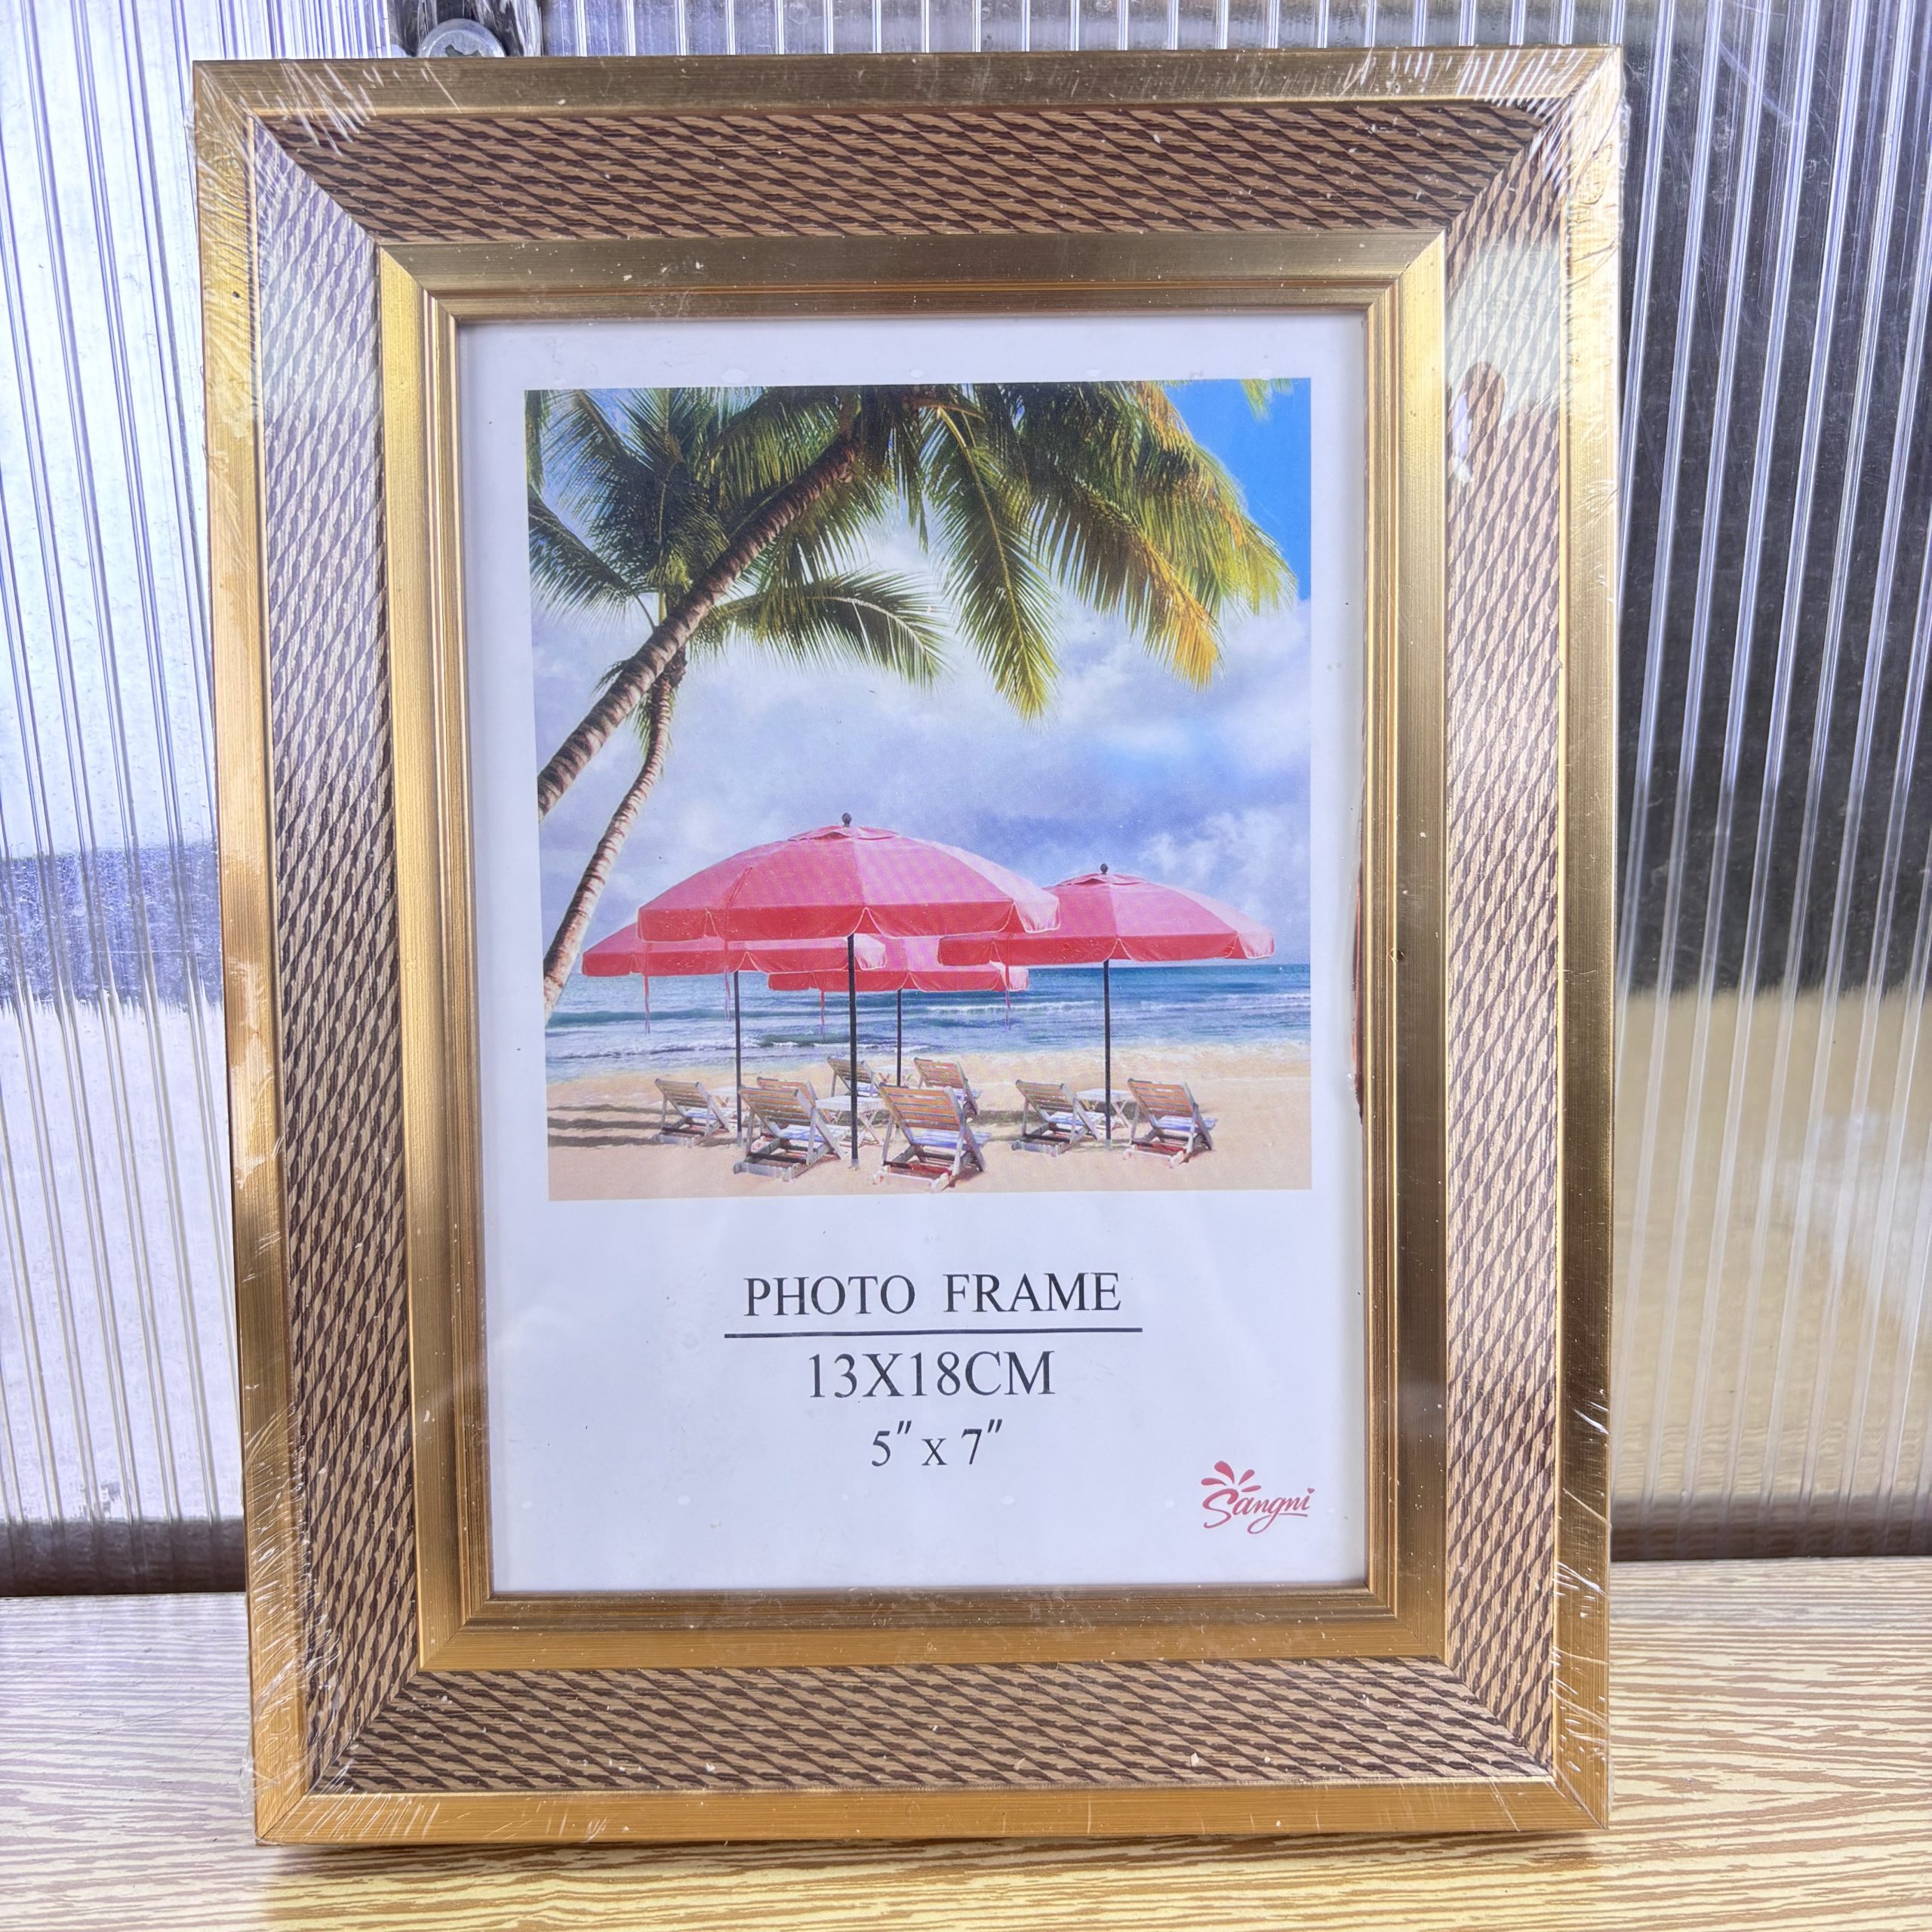 PHOTO FRAME
13X18CM
5" x 7"
Sangni